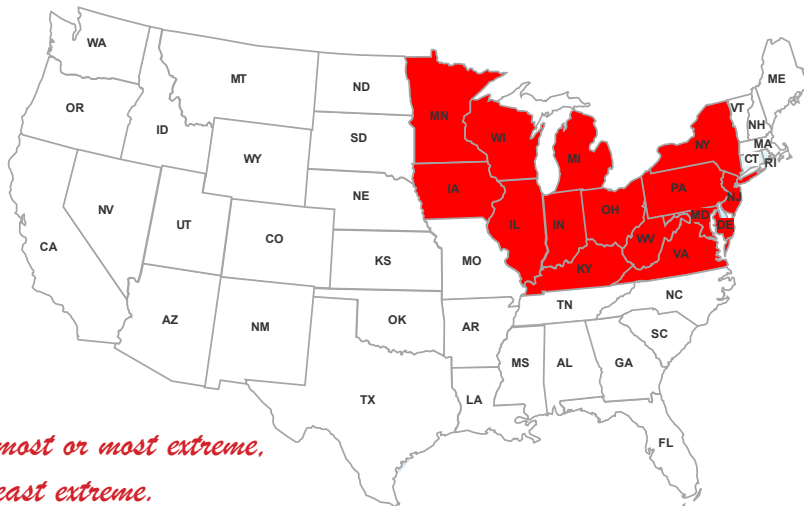 WA
ME
MT
ND
VT
OR
MN
NH
ID
SD
WI
NY
MA
WY
MI
CT
RI
IA
PA
NE
NJ
NV
IL
IN
OH
MD
UT
DE
CO
WV
CA
KS
MO
VA
KY
NC
TN
AZ
NM
OK
AR
SC
MS
AL
GA
TX
LA
FL
most or most extreme,
east extreme.